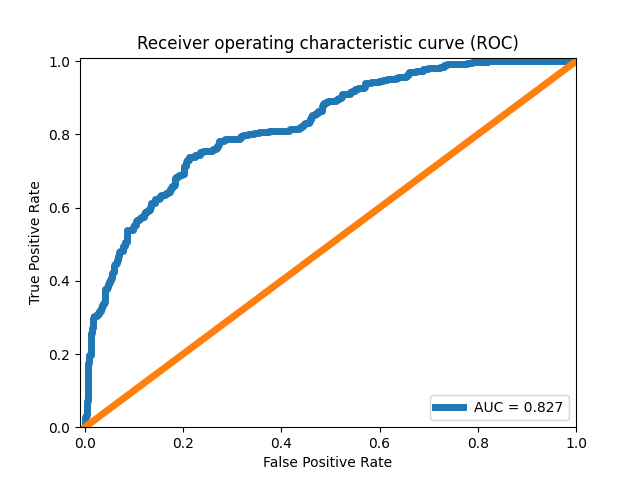 Receiver operating characteristic curve (ROC)
True Positive Rate
1.0
0.8
0.6
0.4
0.2
0.0
AUC = 0.827
0.0 0.2 0.4 0.6 0.8 1.0
False Positive Rate